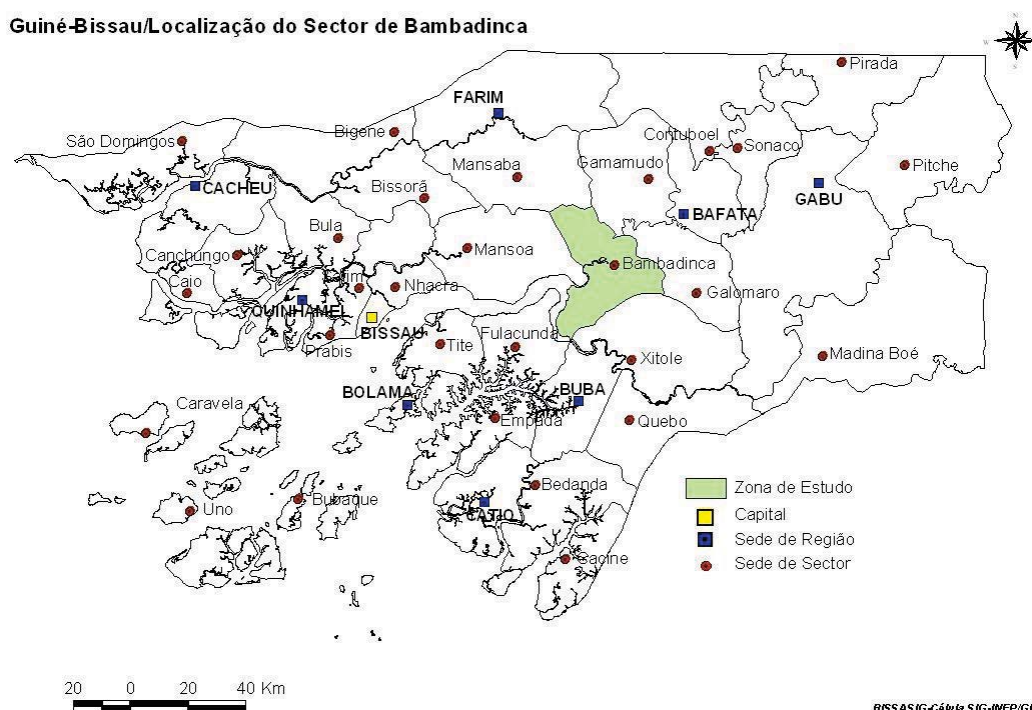 Guiné-Bissau/Localização do Sector de Bambadinca
Pirada
FARIM
Bigene
São Domingos
Contuboel
Sonaco
Mansaba
Gamamudo
Pitche
CACHEU
Bissorã
GABU
BAFATA
Bula
Canchungo
Mansoa
Bambadinca
Caio
Nhacra
Galomaro
QUINHAMEL
BISSAU
Prabis
Tite
Fulacunda
Xitole
Madina Boé
BOLAMA
BUBA
Caravela
Empada
Quebo
Bedanda
Bubaque
Uno
CATIO
Cacine
Zona de Estudo
Capital
Sede de Região
Sede de Sector
20 0 20 40 Km